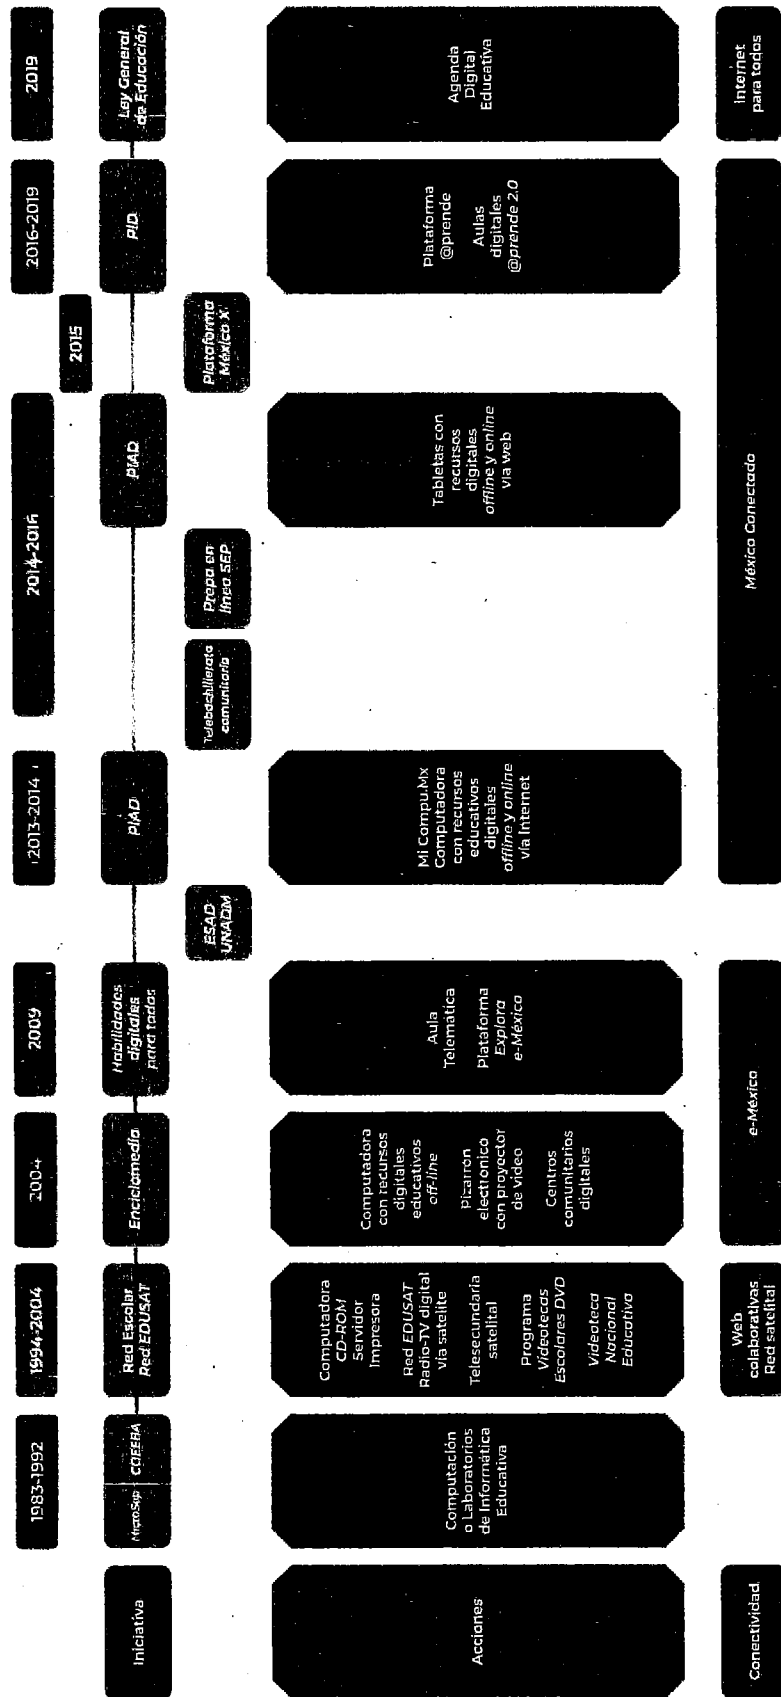 Iniciativa
Acciones
Conectividad
1983-1992
MicroSep
COEEBA
Computación
o Laboratorios
de Informática
Educativa
1994-2004
Red Escolar
Red EDUSAT
Computadora
CD-ROM
Servidor
Impresora
Red EDUSAT
Radio-TV digital
via satelite
Telesecundaria
satelital
Programa
Videotecas
Escolares DVD
Videoteca
Nacional
Educativa
Web
colaborativas
Red satelital
2004
Enciclomedia
Computadora
con recursos
digitales
educativos
off-line
Pizarrón
electronico
con proyector
de video
Centros
comunitarios
digitales
e-México
2009
Habilidades
digitales
para todos
Aula
Telemática
Plataforma
Explora
e-México
ESAD
UNADM
2013-2014
PIAD
Mi Compu.Mx
Computadora
con recursos
educativos
digitales
offline y online
vía Internet
México Conectado
2014-2016
Telebachillerato
comunitario
Prepa en
línea SEP
PIAD
Tabletas con
recursos
digitales
offline y online
via web
2015
Plataforma
México X
2016-2019
PID
Plataforma
@prende
Aulas
digitales
@prende 2.0
2019
Ley General
de Educación
Agenda
Digital
Educativa
Internet
para todos